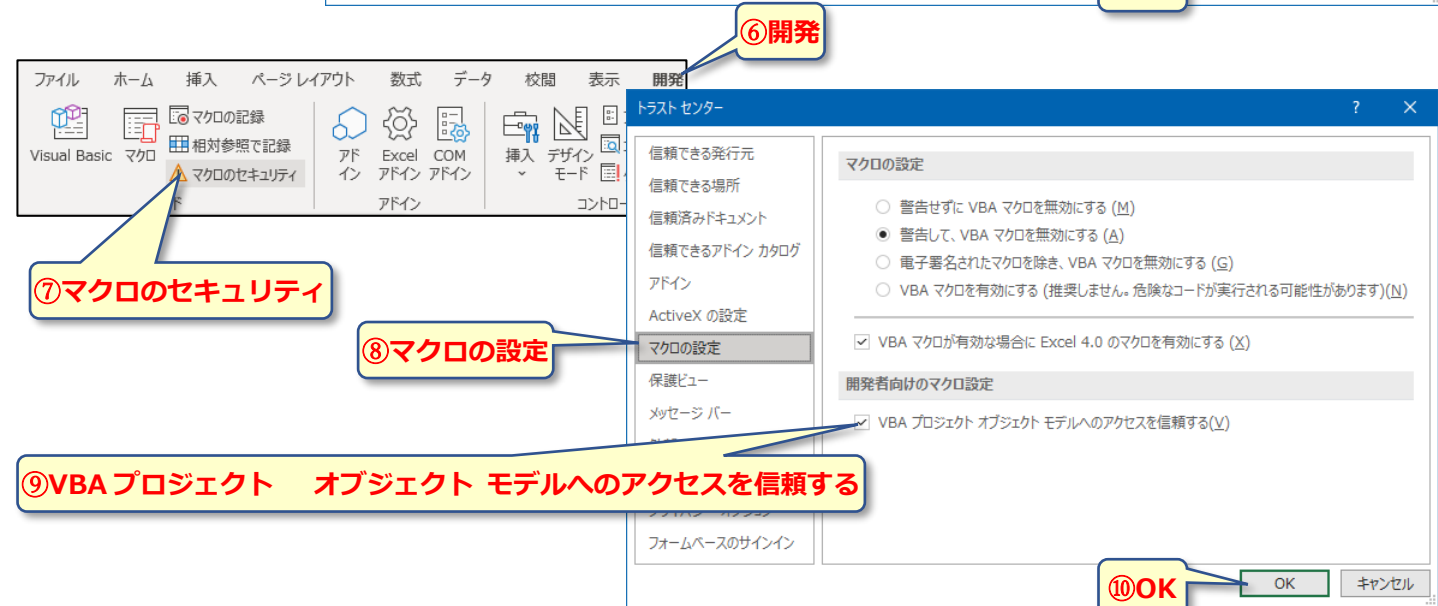 ⑥開発
ファイル ホーム 挿入 ページ レイアウト 数式 データ 校閲 表示 開発
Visual Basic
マクロ
マクロの記録
相対参照で記録
マクロのセキュリティ
アド
イン
Excel
アドイン
COM
アドイン
挿入
デザイン
モード
アドイン
コントロー
⑦マクロのセキュリティ
トラスト センター ? ×
信頼できる発行元
信頼できる場所
信頼済みドキュメント
信頼できるアドイン カタログ
アドイン
ActiveX の設定
マクロの設定
保護ビュー
メッセージ バー
フォームベースのサインイン
⑧マクロの設定
マクロの設定
警告せずに VBA マクロを無効にする (M)
警告して、VBA マクロを無効にする (A)
電子署名されたマクロを除き、VBA マクロを無効にする (G)
VBA マクロを有効にする (推奨しません。危険なコードが実行される可能性があります)(N)
VBA マクロが有効な場合に Excel 4.0 のマクロを有効にする (X)
開発者向けのマクロ設定
VBA プロジェクト オブジェクト モデルへのアクセスを信頼する(V)
⑨VBA プロジェクト オブジェクト モデルへのアクセスを信頼する
⑩OK
OK
キャンセル